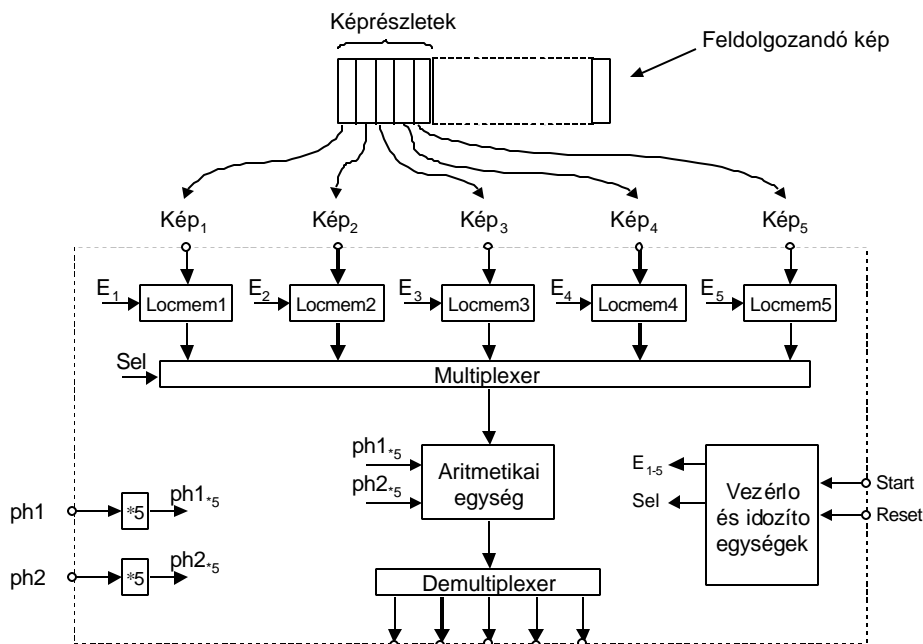 Képrészletek
Feldolgozandó kép
Kép1 Kép2 Kép3 Kép4 Kép5
E1 Locmem1 E2 Locmem2 E3 Locmem3 E4 Locmem4 E5 Locmem5
Sel
Multiplexer
ph1*5
ph2*5
Aritmetikai
egység
E1-5
Sel
Vezérlo
és idozíto
egységek
Start
Reset
ph1 *5 ph1*5
ph2 *5 ph2*5
Demultiplexer